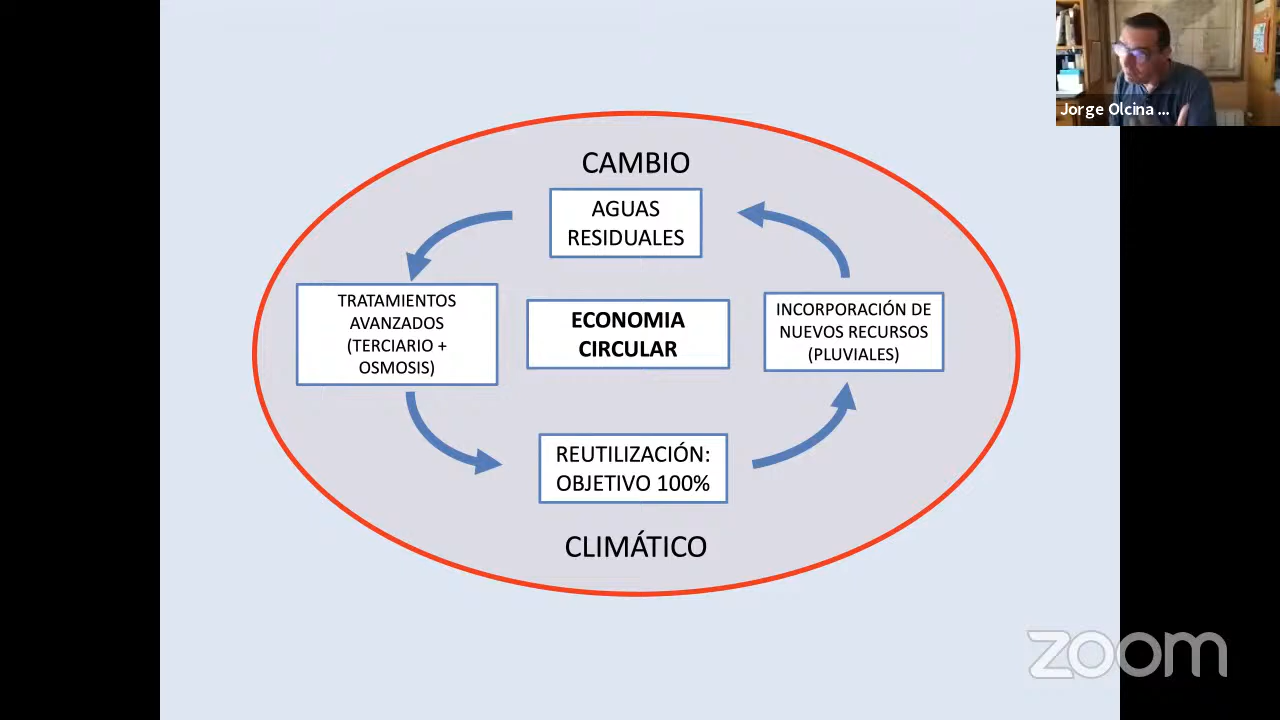 Jorge Olcina ...
CAMBIO
AGUAS
RESIDUALES
TRATAMIENTOS
AVANZADOS
(TERCIARIO +
OSMOSIS)
ECONOMIA
CIRCULAR
INCORPORACIÓN DE
NUEVOS RECURSOS
(PLUVIALES)
REUTILIZACIÓN:
OBJETIVO 100%
CLIMÁTICO
zoom